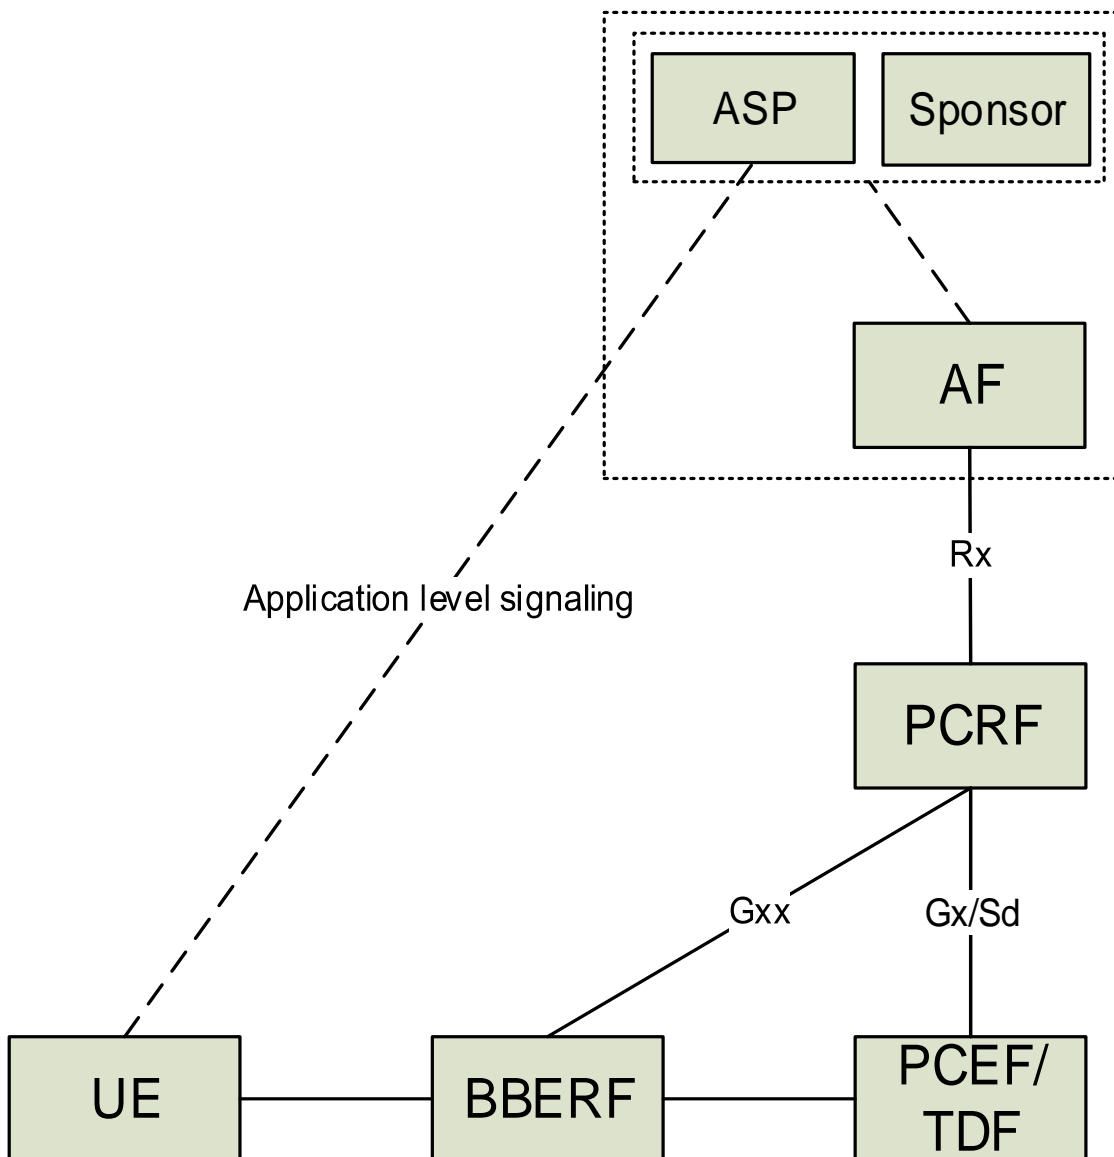 ASP
Sponsor
AF
Rx
Application level signaling
PCRF
Gxx
Gx/Sd
UE
BBERF
PCEF/
TDF